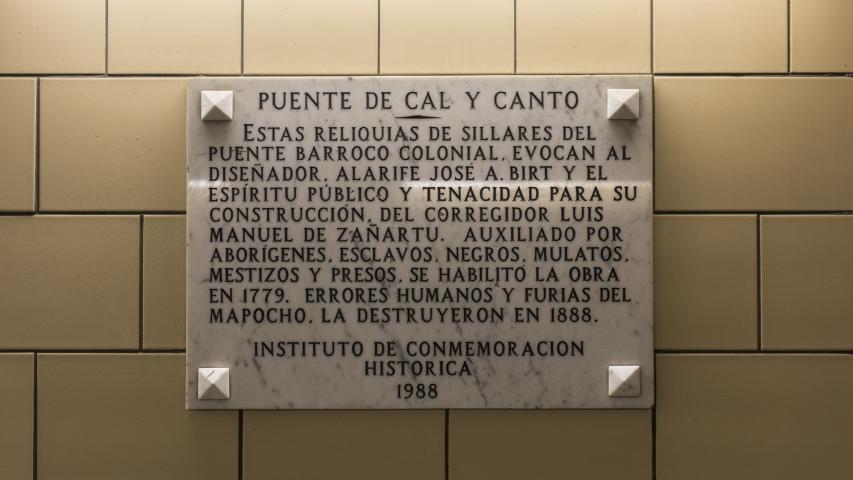 PUENTE DE CAL Y CANTO
ESTAS RELIQUIAS DE SILLARES DEL
PUENTE BARROCO COLONIAL, EVOCAN AL
DISEÑADOR, ALARIFE JOSÉ A. BIRT Y EL
ESPÍRITU PÚBLICO Y TENACIDAD PARA SU
CONSTRUCCIÓN, DEL CORREGIDOR LUIS
MANUEL DE ZAÑARTU. AUXILIADO POR
ABORÍGENES, ESCLAVOS, NEGROS, MULATOS,
MESTIZOS Y PRESOS, SE HABILITO LA OBRA
EN 1779. ERRORES HUMANOS Y FURIAS DEL
MAPOCHO, LA DESTRUYERON EN 1888.
INSTITUTO DE CONMEMORACION
HISTORICA
1988